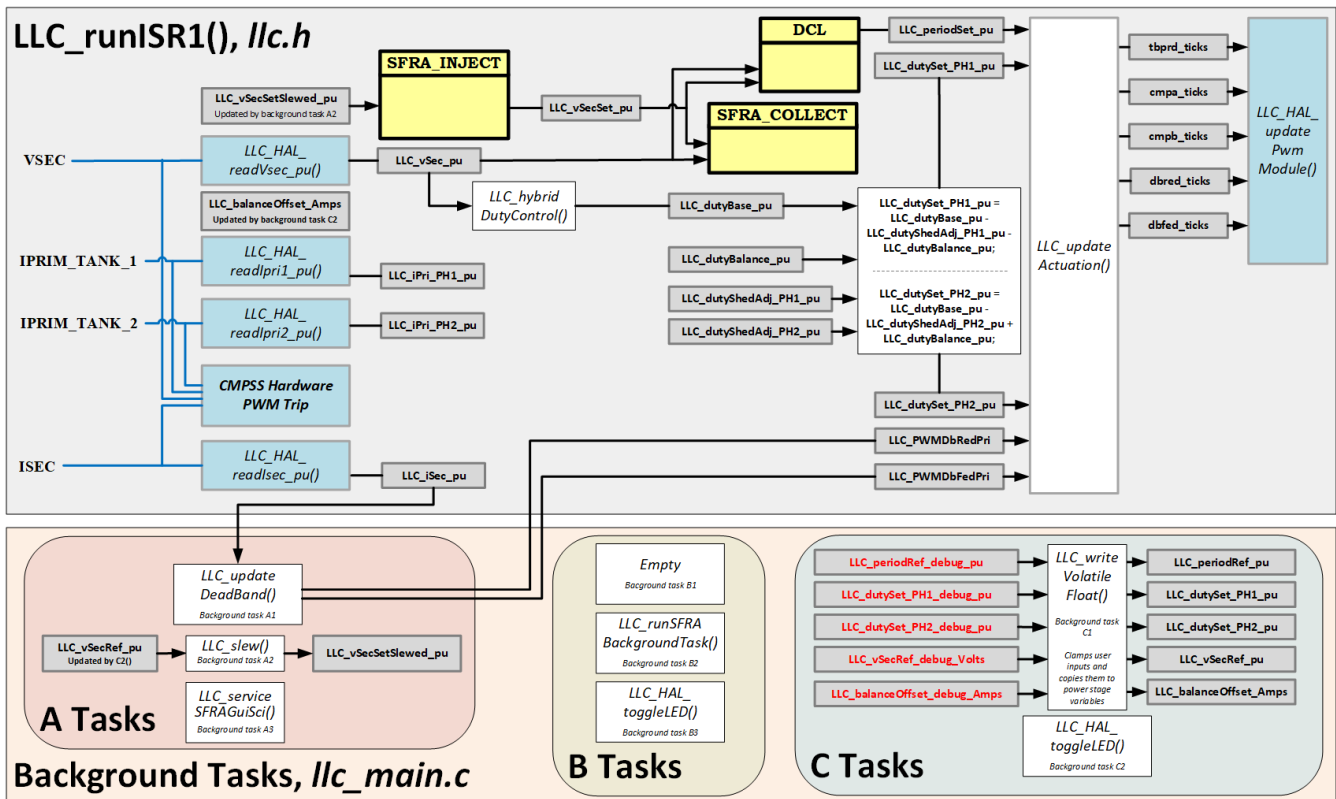 LLC_runISR1(), llc.h
VSEC
IPRIM_TANK_1
IPRIM_TANK_2
ISEC
LLC_vSecSetSlewed_pu
Updated by background task A2
LLC_HAL_
readVsec_pu()
LLC_balanceOffset_Amps
Updated by background task C2
LLC_HAL_
readIpri1_pu()
LLC_HAL_
readIpri2_pu()
CMPSS Hardware
PWM Trip
LLC_HAL_
readIsec_pu()
SFRA_INJECT
LLC_vSec_pu
LLC_iPri_PH1_pu
LLC_iPri_PH2_pu
LLC_iSec_pu
LLC_vSecSet_pu
LLC_hybrid
DutyControl()
DCL
SFRA_COLLECT
LLC_dutyBase_pu
LLC_dutyBalance_pu
LLC_dutyShedAdj_PH1_pu
LLC_dutyShedAdj_PH2_pu
LLC_periodSet_pu
LLC_dutySet_PH1_pu
LLC_dutySet_PH1_pu =
LLC_dutyBase_pu -
LLC_dutyShedAdj_PH1_pu -
LLC_dutyBalance_pu;
LLC_dutySet_PH2_pu =
LLC_dutyBase_pu -
LLC_dutyShedAdj_PH2_pu +
LLC_dutyBalance_pu;
LLC_dutySet_PH2_pu
LLC_PWMDbRedPri
LLC_PWMDbFedPri
LLC_update
Actuation()
tbprd_ticks
cmpa_ticks
cmpb_ticks
dbred_ticks
dbfed_ticks
LLC_HAL_
update
Pwm
Module()
LLC_update
DeadBand()
Background task A1
LLC_vSecRef_pu
Updated by C2()
LLC_slew()
Background task A2
LLC_vSecSetSlewed_pu
LLC_service
SFRAGuiSci()
Background task A3
A Tasks
Empty
Bacground task B1
LLC_runSFRA
BackgroundTask()
Background task B2
LLC_HAL_
toggleLED()
Background task B3
B Tasks
LLC_periodRef_debug_pu
LLC_dutySet_PH1_debug_pu
LLC_dutySet_PH2_debug_pu
LLC_vSecRef_debug_Volts
LLC_balanceOffset_debug_Amps
LLC_write
Volatile
Float()
Background task
C1
Clamps user
inputs and
copies them to
power stage
variables
LLC_periodRef_pu
LLC_dutySet_PH1_pu
LLC_dutySet_PH2_pu
LLC_vSecRef_pu
LLC_balanceOffset_Amps
LLC_HAL_
toggleLED()
Background task C2
C Tasks
Background Tasks, llc_main.c